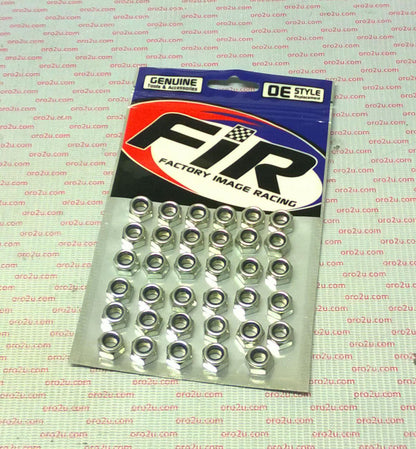 GENUINE
Tools & Accessories
OE STYLE
Replacement
FIR
FACTORY IMAGE RACING
oro2u.com